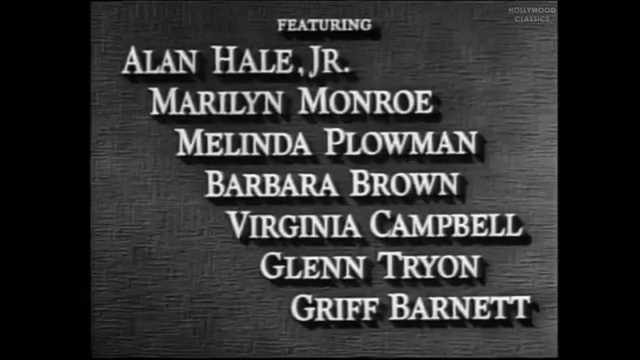 HOLLYWOOD
CLASSICS
FEATURING
ALAN HALE, JR.
MARILYN MONROE
MELINDA PLOWMAN
BARBARA BROWN
VIRGINIA CAMPBELL
GLENN TRYON
GRIFF BARNETT